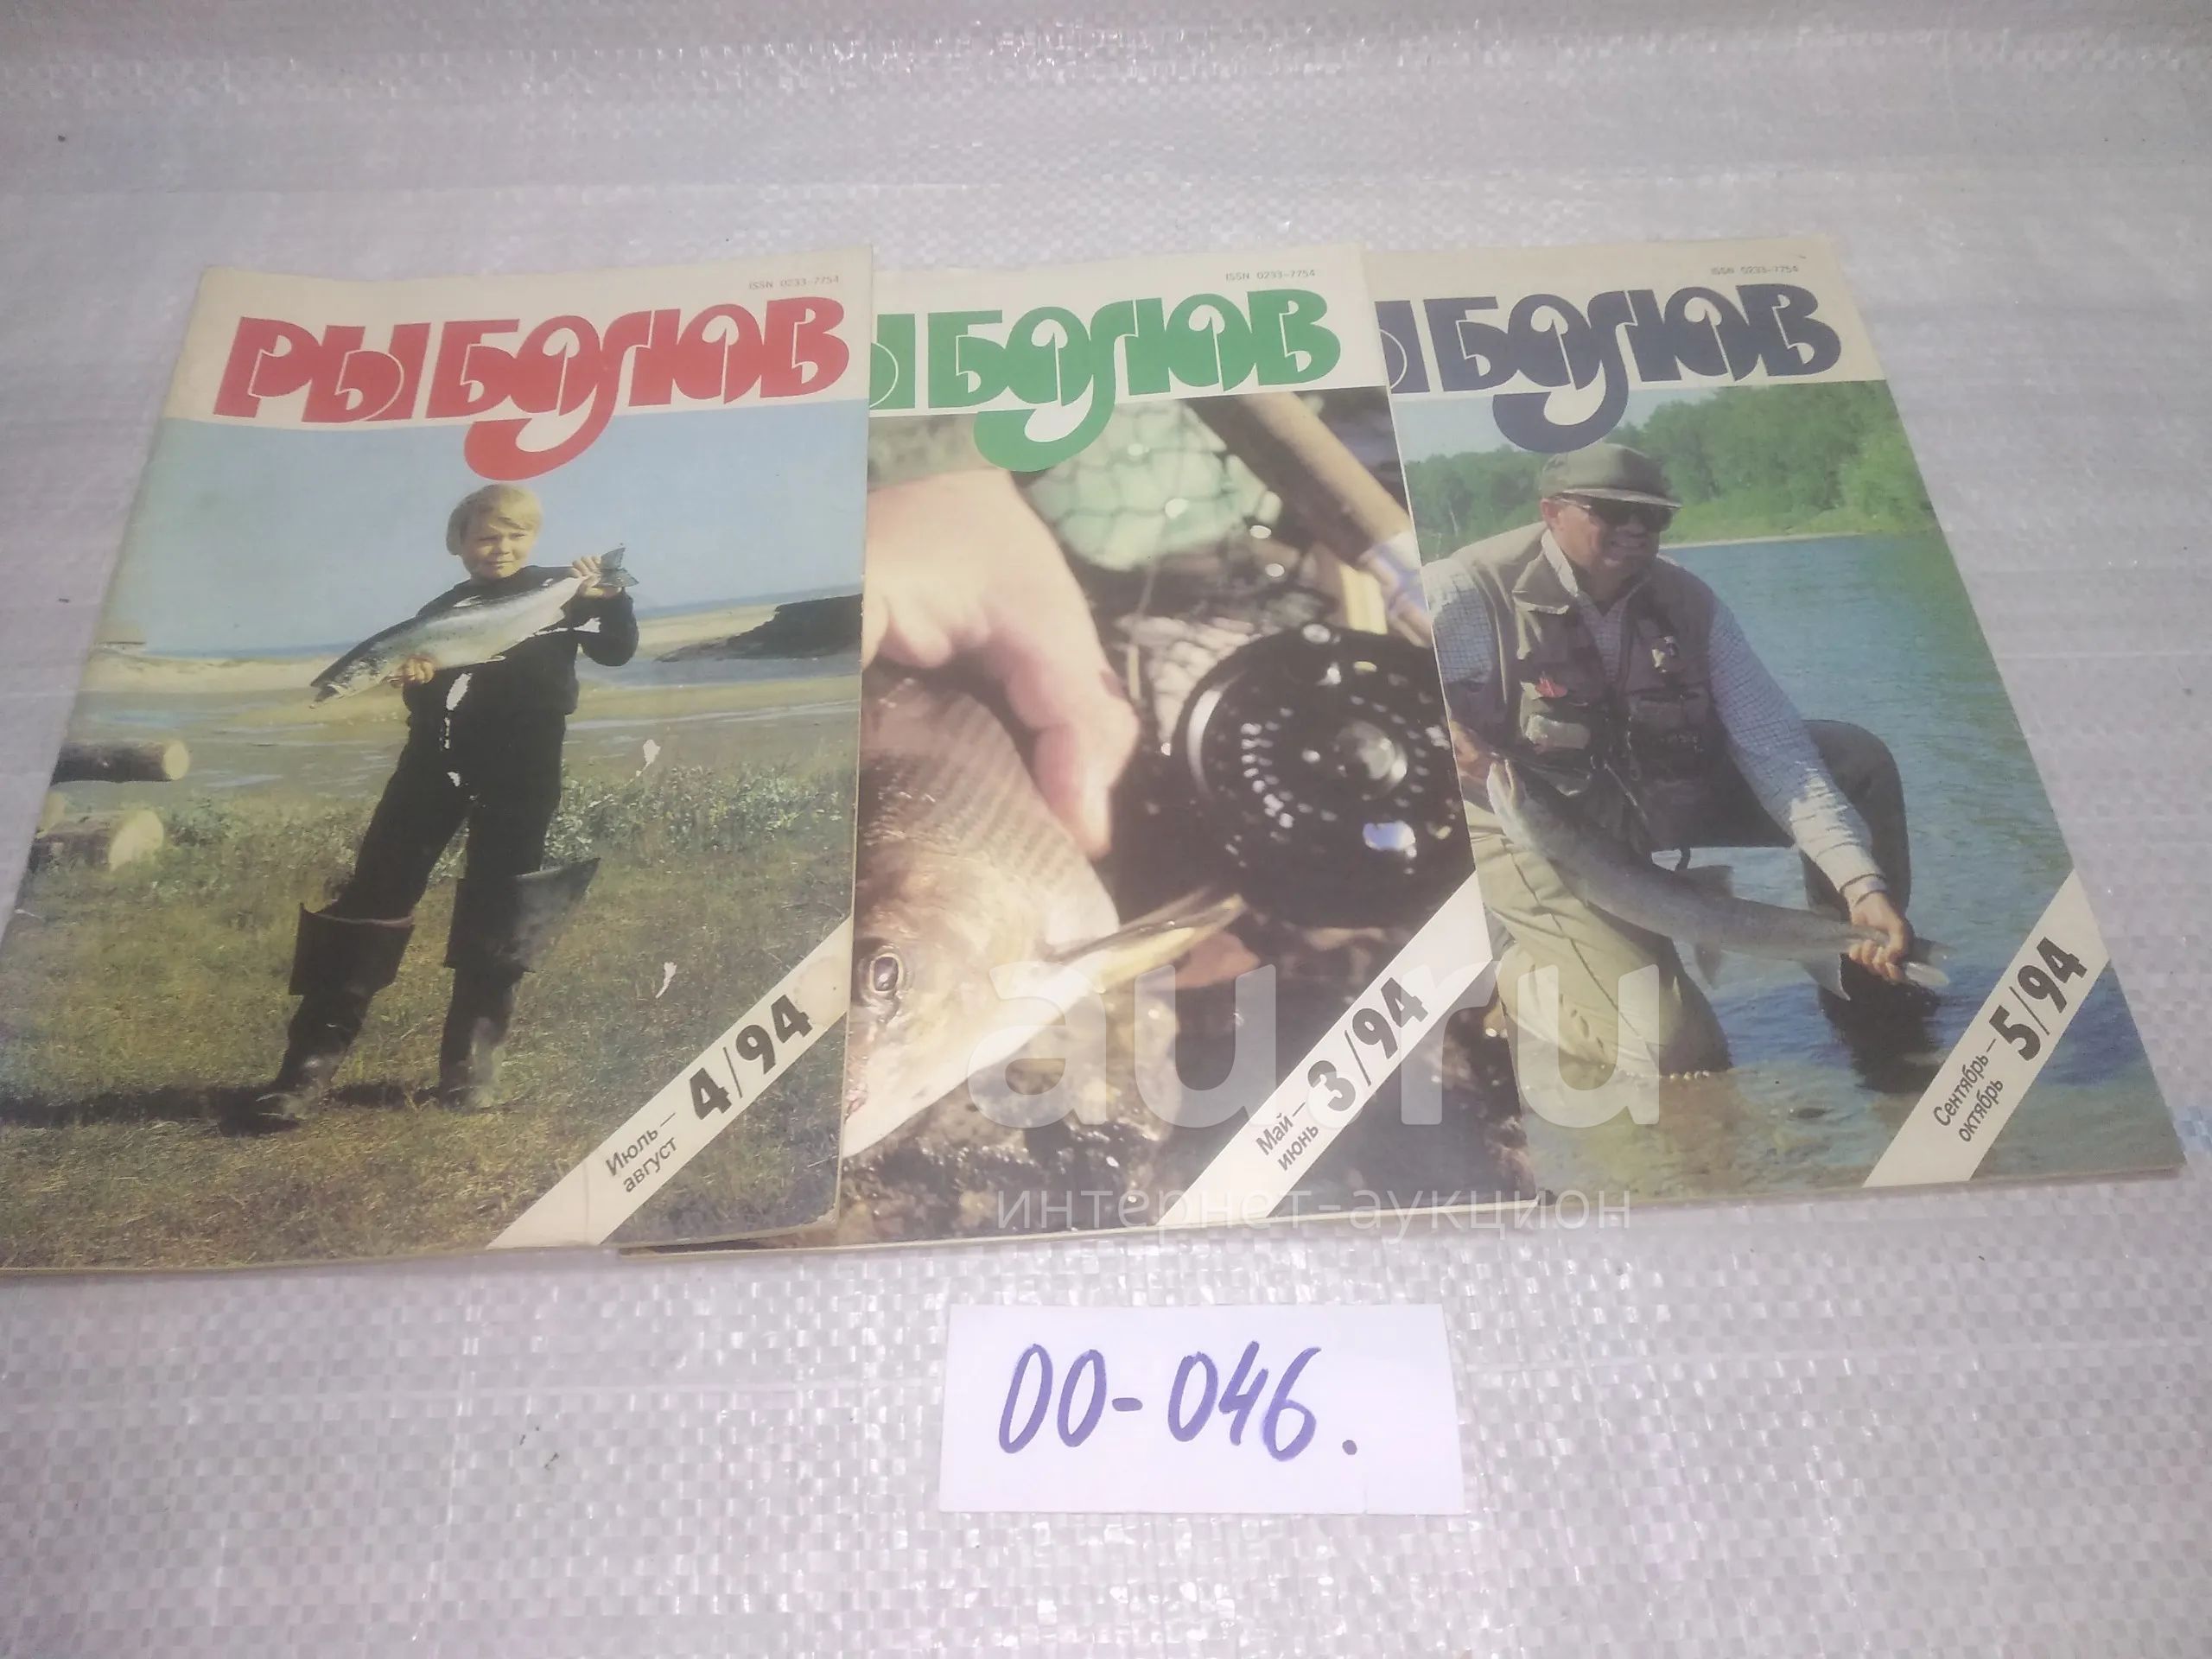 ISSN 0233-7754
РЫБОЛОВ
Июль—
август
4/94
ISSN 0233-7754
ЫБОЛОВ
Май—
июнь
3/94
ISSN 0233-7754
ЫБОЛОВ
Сентябрь—
октябрь
5/94
au.ru
интернет-аукцион
00-046.